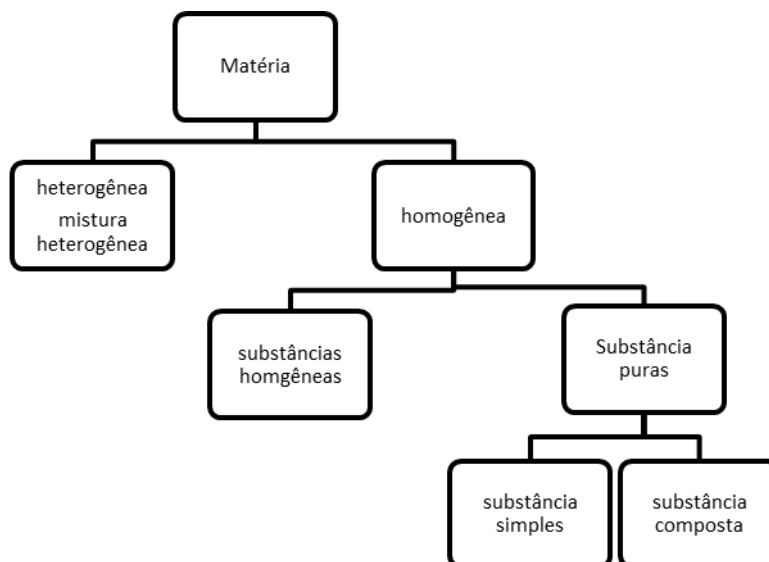 Matéria
heterogênea
mistura
heterogênea
homogênea
substâncias
homgêneas
Substância
puras
substância
simples
substância
composta